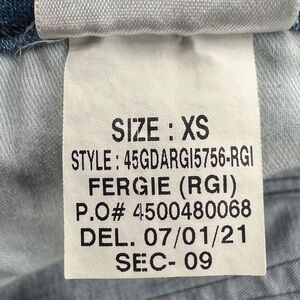 SIZE : XS
STYLE : 45GDARGI5756-RGI
FERGIE (RGI)
P.O# 4500480068
DEL. 07/01/21
SEC- 09